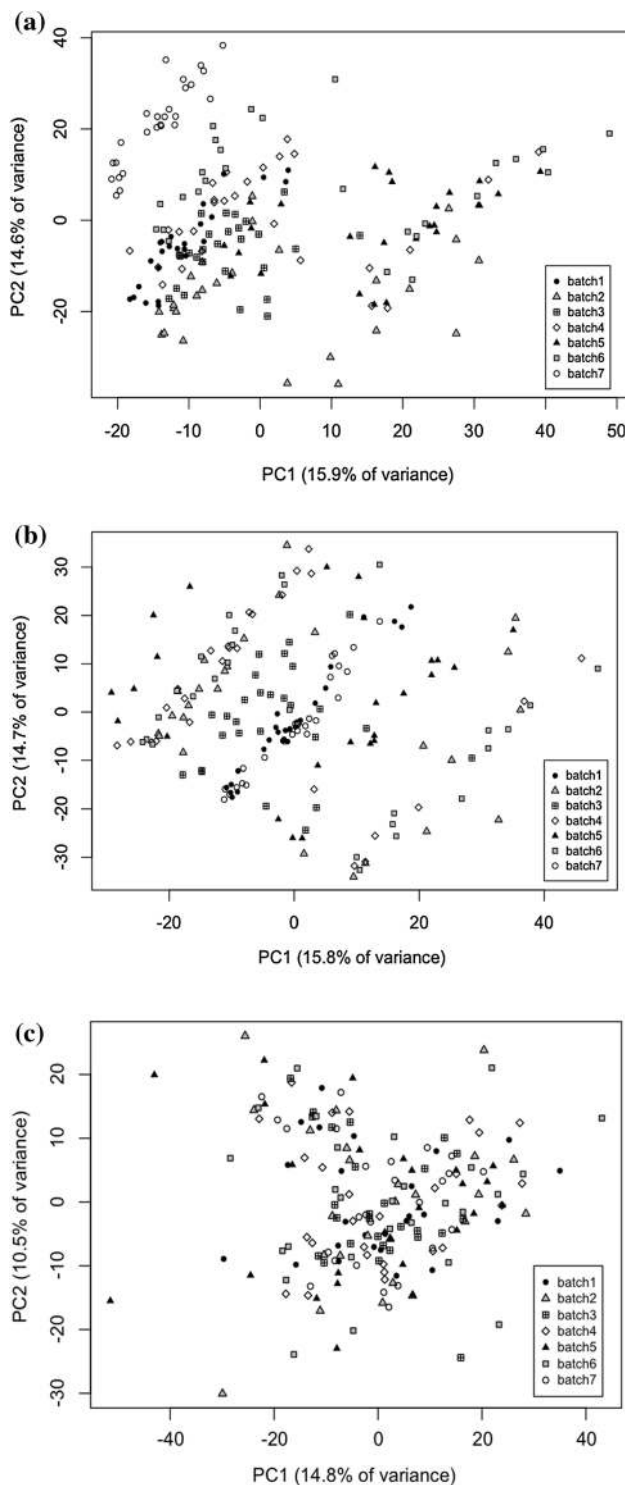 (a)
40
20
0
-20
PC2 (14.6% of variance)
batch1
batch2
batch3
batch4
batch5
batch6
batch7
-20 -10 0 10 20 30 40 50
PC1 (15.9% of variance)
(b)
30
20
10
0
-10
-30
PC2 (14.7% of variance)
batch1
batch2
batch3
batch4
batch5
batch6
batch7
-20 0 20 40
PC1 (15.8% of variance)
(c)
20
10
0
-10
-30
PC2 (10.5% of variance)
batch1
batch2
batch3
batch4
batch5
batch6
batch7
-40 -20 0 20 40
PC1 (14.8% of variance)